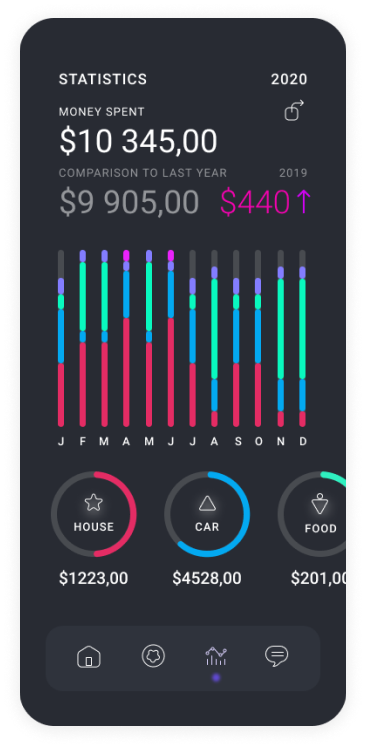 STATISTICS 2020
MONEY SPENT
$10 345,00
COMPARISON TO LAST YEAR 2019
$9 905,00 $440↑
J F M A M J J A S O N D
HOUSE CAR FOOD
$1223,00 $4528,00 $201,00